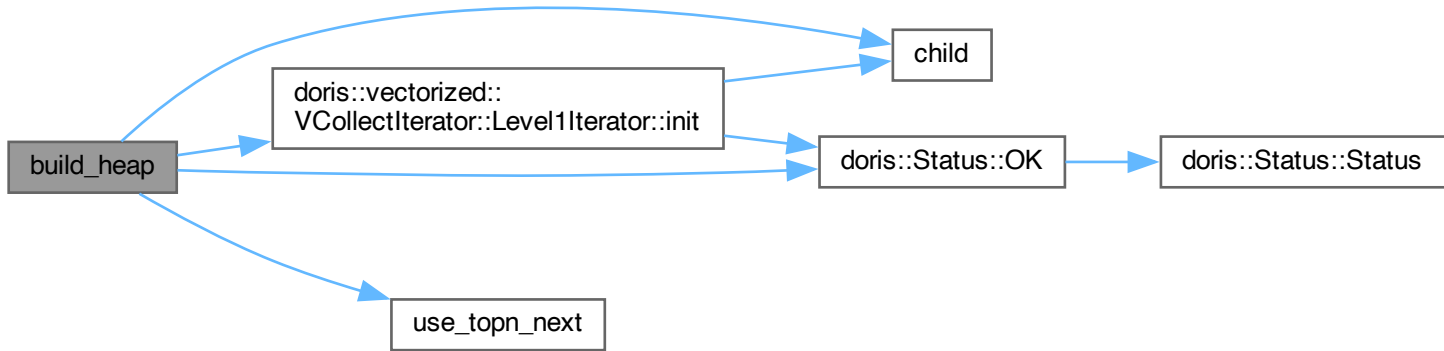 build_heap
doris::vectorized::
VCollectIterator::Level1Iterator::init
child
doris::Status::OK
doris::Status::Status
use_topn_next